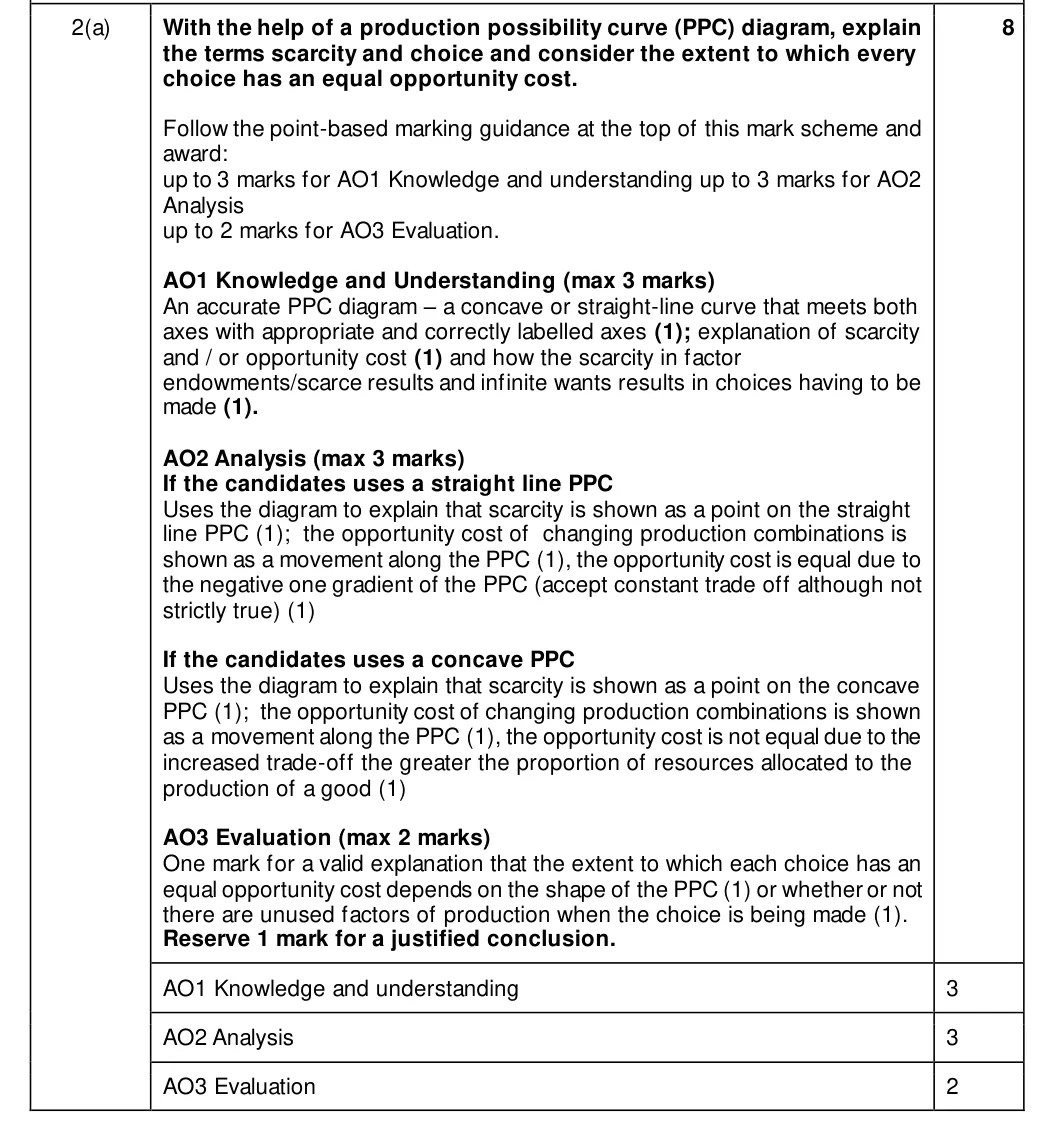 2(a) With the help of a production possibility curve (PPC) diagram, explain 8
the terms scarcity and choice and consider the extent to which every
choice has an equal opportunity cost.
Follow the point-based marking guidance at the top of this mark scheme and
award:
up to 3 marks for AO1 Knowledge and understanding up to 3 marks for AO2
Analysis
up to 2 marks for AO3 Evaluation.
AO1 Knowledge and Understanding (max 3 marks)
An accurate PPC diagram – a concave or straight-line curve that meets both
axes with appropriate and correctly labelled axes (1); explanation of scarcity
and / or opportunity cost (1) and how the scarcity in factor
endowments/scarce results and infinite wants results in choices having to be
made (1).
AO2 Analysis (max 3 marks)
If the candidates uses a straight line PPC
Uses the diagram to explain that scarcity is shown as a point on the straight
line PPC (1); the opportunity cost of changing production combinations is
shown as a movement along the PPC (1), the opportunity cost is equal due to
the negative one gradient of the PPC (accept constant trade off although not
strictly true) (1)
If the candidates uses a concave PPC
Uses the diagram to explain that scarcity is shown as a point on the concave
PPC (1); the opportunity cost of changing production combinations is shown
as a movement along the PPC (1), the opportunity cost is not equal due to the
increased trade-off the greater the proportion of resources allocated to the
production of a good (1)
AO3 Evaluation (max 2 marks)
One mark for a valid explanation that the extent to which each choice has an
equal opportunity cost depends on the shape of the PPC (1) or whether or not
there are unused factors of production when the choice is being made (1).
Reserve 1 mark for a justified conclusion.
AO1 Knowledge and understanding 3
AO2 Analysis 3
AO3 Evaluation 2